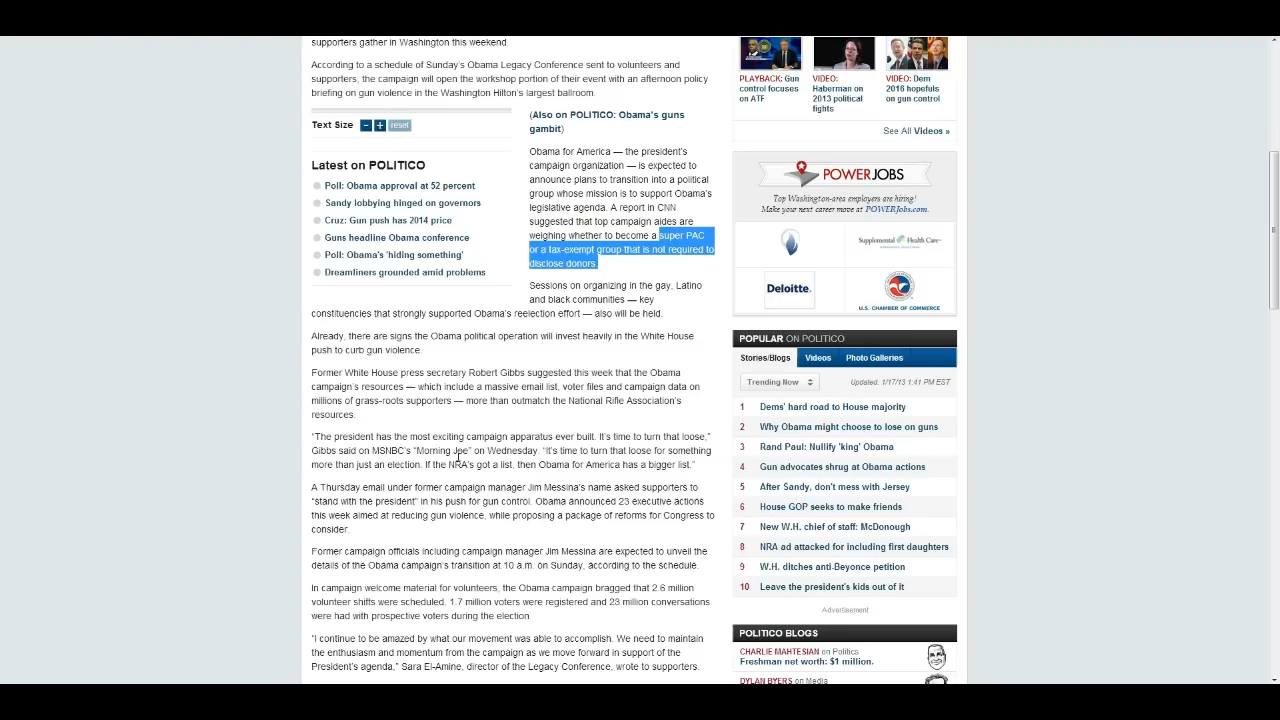 supporters gather in Washington this weekend.
According to a schedule of Sunday's Obama Legacy Conference sent to volunteers and
supporters, the campaign will open the workshop portion of their event with an afternoon policy
briefing on gun violence in the Washington Hilton's largest ballroom.
Text Size - + reset
Latest on POLITICO
Poll: Obama approval at 52 percent
Sandy lobbying hinged on governors
Cruz: Gun push has 2014 price
Guns headline Obama conference
Poll: Obama's 'hiding something'
Dreamliners grounded amid problems
(Also on POLITICO: Obama's guns
gambit)
Obama for America — the president's
campaign organization — is expected to
announce plans to transition into a political
group whose mission is to support Obama's
legislative agenda. A report in CNN
suggested that top campaign aides are
weighing whether to become a super PAC
or a tax-exempt group that is not required to
disclose donors.
Sessions on organizing in the gay, Latino
and black communities — key
constituencies that strongly supported Obama's reelection effort — also will be held.
Already, there are signs the Obama political operation will invest heavily in the White House
push to curb gun violence.
Former White House press secretary Robert Gibbs suggested this week that the Obama
campaign's resources — which include a massive email list, voter files and campaign data on
millions of grass-roots supporters — more than outmatch the National Rifle Association's
resources.
“The president has the most exciting campaign apparatus ever built. It's time to turn that loose,”
Gibbs said on MSNBC's “Morning Joe” on Wednesday. “It's time to turn that loose for something
more than just an election. If the NRA's got a list, then Obama for America has a bigger list.”
A Thursday email under former campaign manager Jim Messina's name asked supporters to
“stand with the president” in his push for gun control. Obama announced 23 executive actions
this week aimed at reducing gun violence, while proposing a package of reforms for Congress to
consider.
Former campaign officials including campaign manager Jim Messina are expected to unveil the
details of the Obama campaign's transition at 10 a.m. on Sunday, according to the schedule.
In campaign welcome material for volunteers, the Obama campaign bragged that 2.6 million
volunteer shifts were scheduled. 1.7 million voters were registered and 23 million conversations
were had with prospective voters during the election.
“I continue to be amazed by what our movement was able to accomplish. We need to maintain
the enthusiasm and momentum from the campaign as we move forward in support of the
President's agenda,” Sara El-Amine, director of the Legacy Conference, wrote to supporters.
PLAYBACK: Gun
control focuses
on ATF
VIDEO:
Haberman on
2013 political
fights
VIDEO: Dem
2016 hopefuls
on gun control
See All Videos »
POWERJOBS
Top Washington-area employers are hiring!
Make your next career move at POWERJobs.com.
Supplemental Health Care
Deloitte.
U.S. CHAMBER OF COMMERCE
POPULAR ON POLITICO
Stories/Blogs Videos Photo Galleries
Trending Now Updated: 1/17/13 1:41 PM EST
1 Dems' hard road to House majority
2 Why Obama might choose to lose on guns
3 Rand Paul: Nullify 'king' Obama
4 Gun advocates shrug at Obama actions
5 After Sandy, don't mess with Jersey
6 House GOP seeks to make friends
7 New W.H. chief of staff: McDonough
8 NRA ad attacked for including first daughters
9 W.H. ditches anti-Beyonce petition
10 Leave the president's kids out of it
Advertisement
POLITICO BLOGS
CHARLIE MAHTESIAN on Politics
Freshman net worth: $1 million.
DYLAN BYERS on Media